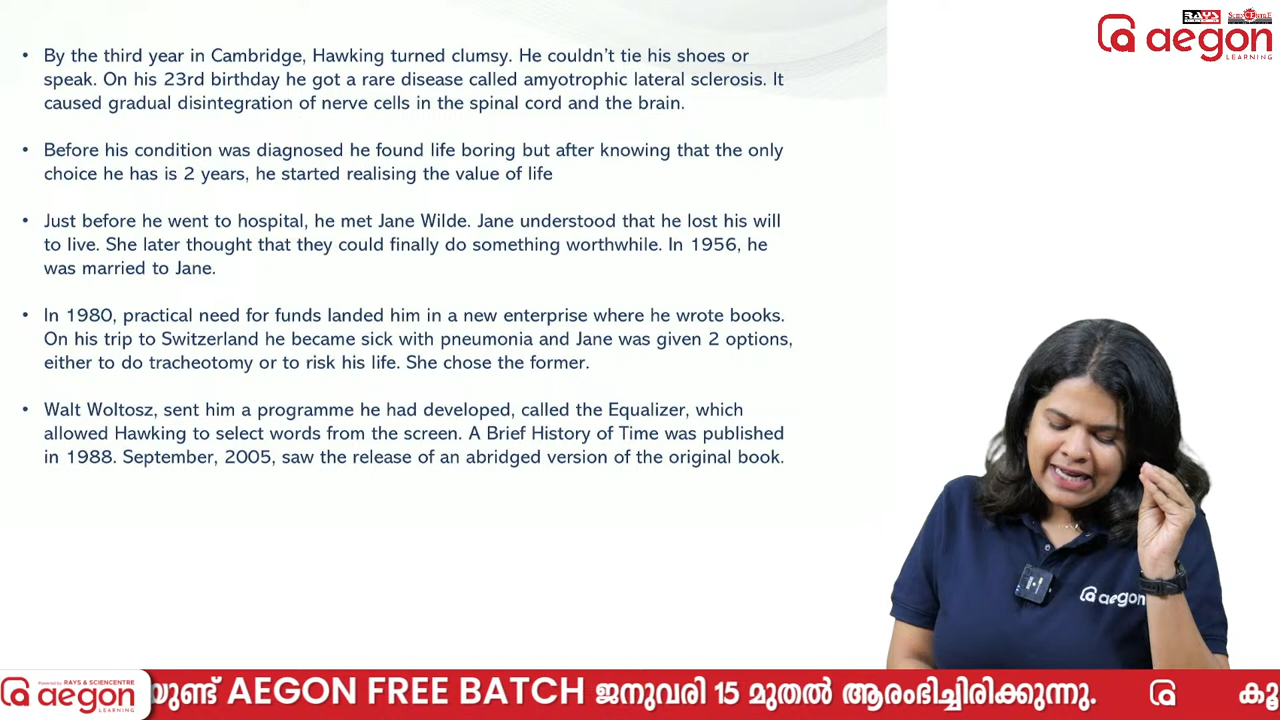 RAYS
aegon
LEARNING
• By the third year in Cambridge, Hawking turned clumsy. He couldn't tie his shoes or
speak. On his 23rd birthday he got a rare disease called amyotrophic lateral sclerosis. It
caused gradual disintegration of nerve cells in the spinal cord and the brain.
• Before his condition was diagnosed he found life boring but after knowing that the only
choice he has is 2 years, he started realising the value of life
• Just before he went to hospital, he met Jane Wilde. Jane understood that he lost his will
to live. She later thought that they could finally do something worthwhile. In 1956, he
was married to Jane.
• In 1980, practical need for funds landed him in a new enterprise where he wrote books.
On his trip to Switzerland he became sick with pneumonia and Jane was given 2 options,
either to do tracheotomy or to risk his life. She chose the former.
• Walt Woltosz, sent him a programme he had developed, called the Equalizer, which
allowed Hawking to select words from the screen. A Brief History of Time was published
in 1988. September, 2005, saw the release of an abridged version of the original book.
aegon
Powered by RAYS & SCIENCENTRE
aegon
LEARNING
യുണ്ട് AEGON FREE BATCH ജനുവരി 15 മുതൽ ആരംഭിച്ചിരിക്കുന്നു. കൂ